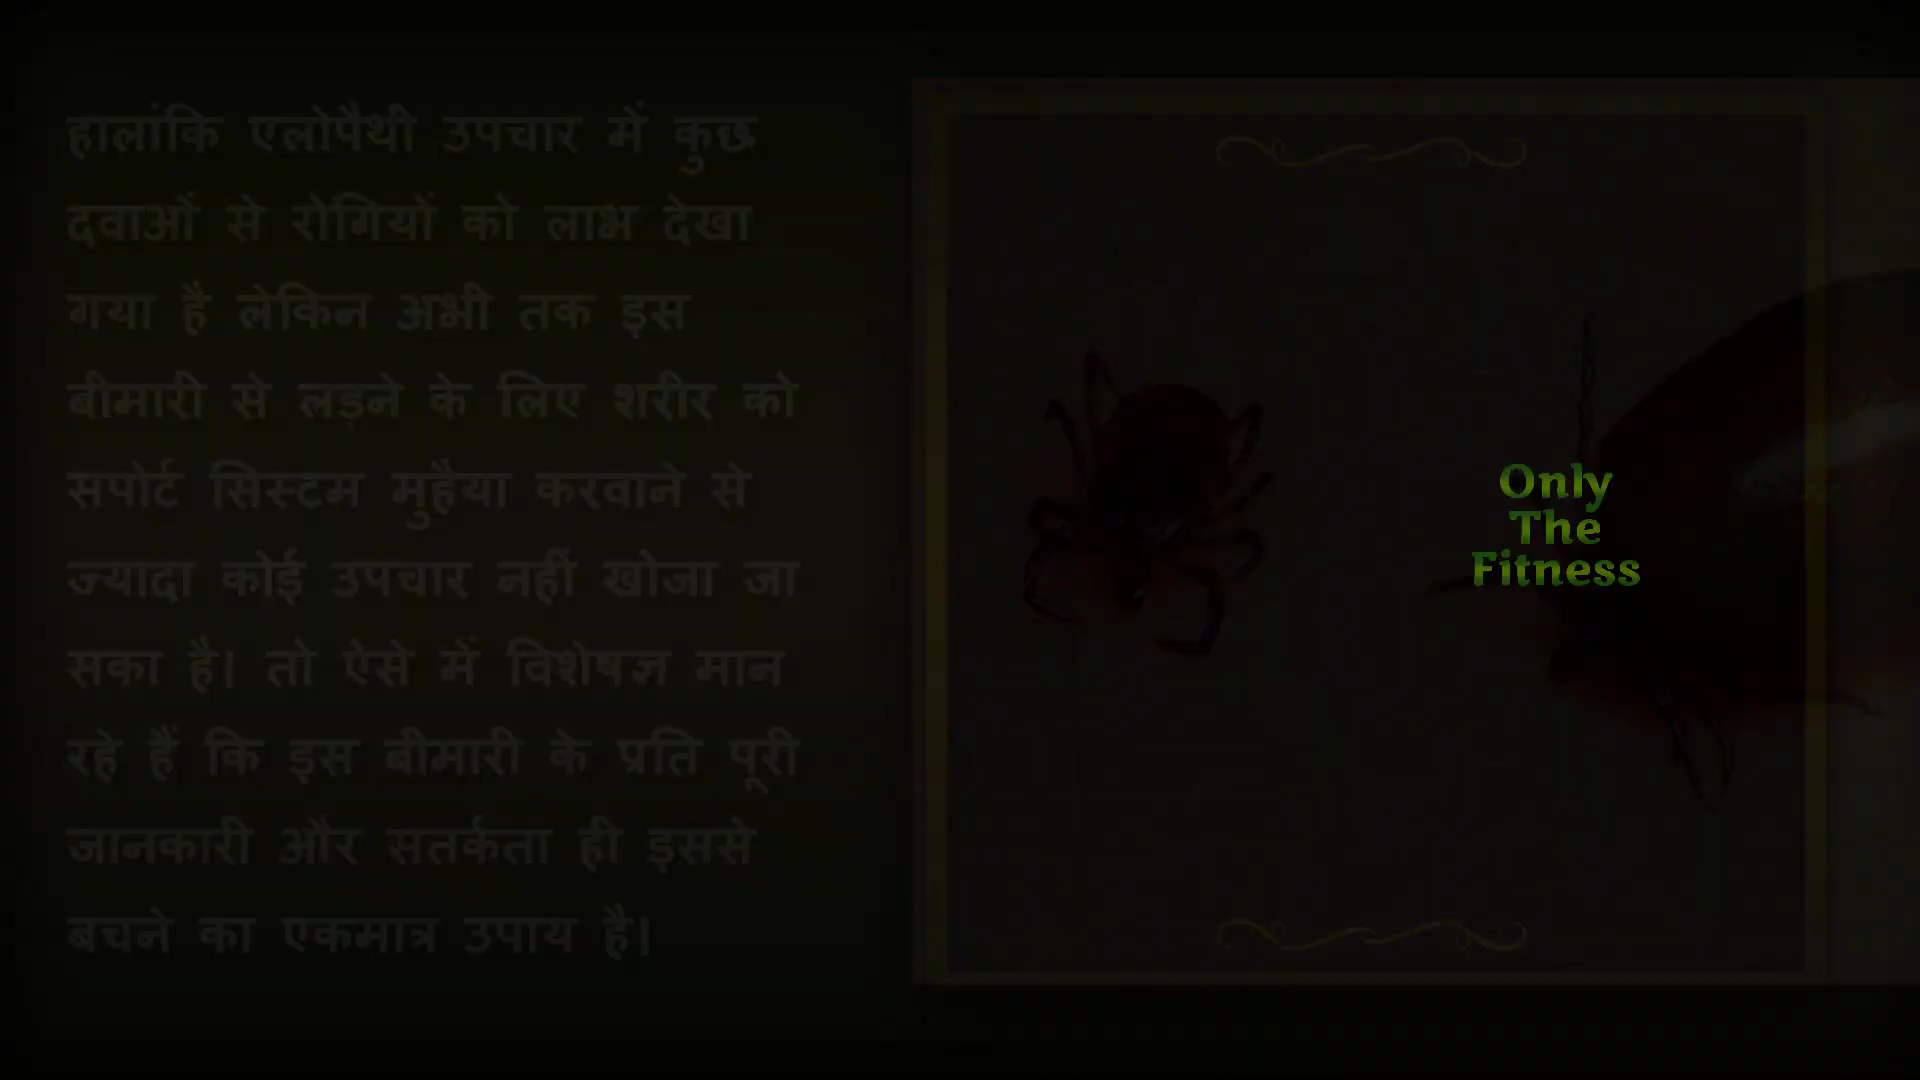 हालांकि एलोपैथी उपचार में कुछ
दवाओं से रोगियों को लाभ देखा
गया है लेकिन अभी तक इस
बीमारी से लड़ने के लिए शरीर को
सपोर्ट सिस्टम मुहैया करवाने से
ज्यादा कोई उपचार नहीं खोजा जा
सका है। तो ऐसे में विशेषज्ञ मान
रहे हैं कि इस बीमारी के प्रति पूरी
जानकारी और सतर्कता ही इससे
बचने का एकमात्र उपाय है।
Only
The
Fitness